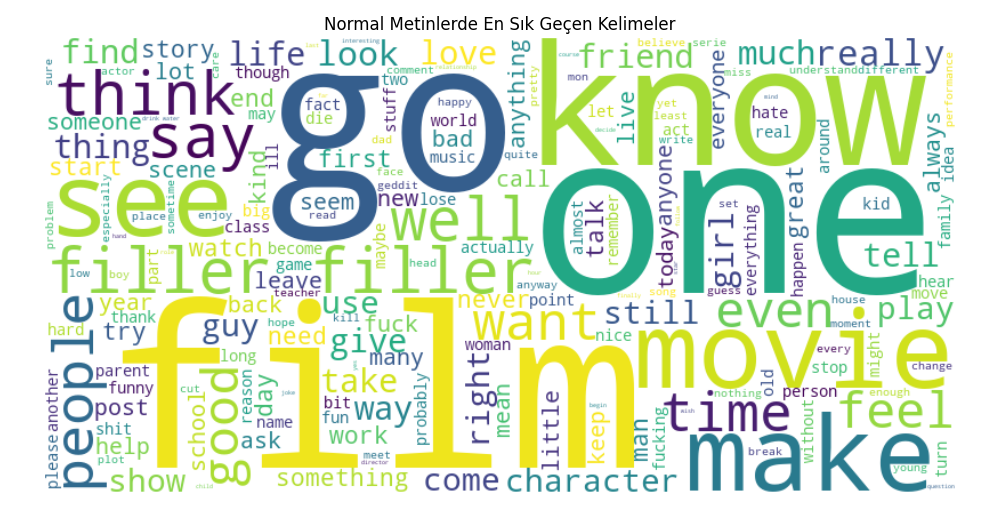 Normal Metinlerde En Sık Geçen Kelimeler
sure find story life look love anything friend much really
actor lot though care comment two pretty believe serie
interesting relationship course mon miss understand different
think end fact stuff happy know let yet everyone hate performance
someone may die world bad music dad least act live mind real
drink mater write decide around always idea family
thing say go quite one
start scene kind ill first face call
see seem geddit new lose well almost talk remember today anyone girl set everything great happen kid tell
problem especially place sometime enjoy big class read maybe actually
hand part watch become game head anyway hour song guess hear move
filler filler
low boy leave teacher
people year thank back use never point still even house play
hard try guy hope kill need give fuck want nice moment
film movie
long many woman every might change
parent another funny reason day cut joke take right stop old person nothing enough
post shit good bit fun way probably mean little keep man time feel
please help school name ask work begin wish fucking without young turn
plot meet director something break make
show child come character question